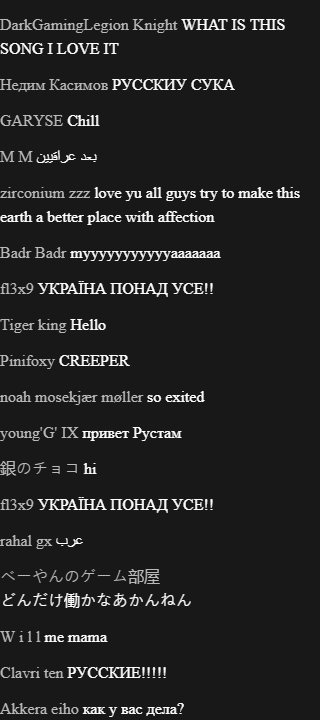 DarkGamingLegion Knight WHAT IS THIS
SONG I LOVE IT
Недим Касимов РУССКИУ СУКА
GARYSE Chill
M M بعد عراقيين
zirconium zzz love yu all guys try to make this
earth a better place with affection
Badr Badr myyyyyyyyyyyaaaaaaa
fl3x9 УКРАЇНА ПОНАД УСЕ!!
Tiger king Hello
Pinifoxy CREEPER
noah mosekjær møller so exited
young'G' IX привет Рустам
銀のチョコ hi
fl3x9 УКРАЇНА ПОНАД УСЕ!!
rahal gx عرب
べーやんのゲーム部屋
どんだけ働かなあかんねん
W i l l me mama
Clavri ten РУССКИЕ!!!!!
Akkera eiho как у вас дела?